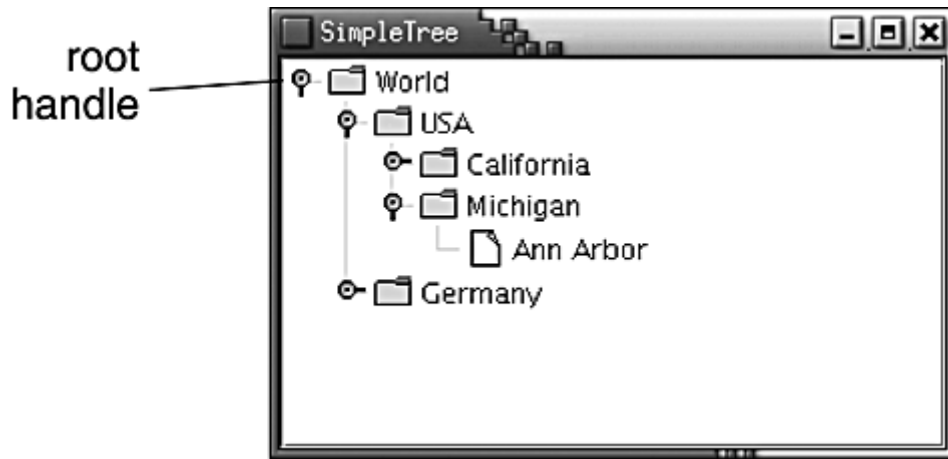 SimpleTree
root
handle
World
USA
California
Michigan
Ann Arbor
Germany